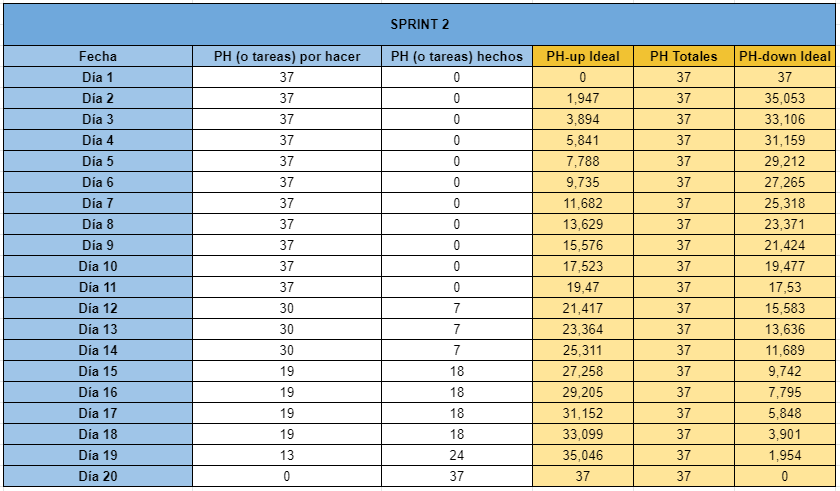 SPRINT 2
Fecha PH (o tareas) por hacer PH (o tareas) hechos PH-up Ideal PH Totales PH-down Ideal
Día 1 37 0 0 37 37
Día 2 37 0 1,947 37 35,053
Día 3 37 0 3,894 37 33,106
Día 4 37 0 5,841 37 31,159
Día 5 37 0 7,788 37 29,212
Día 6 37 0 9,735 37 27,265
Día 7 37 0 11,682 37 25,318
Día 8 37 0 13,629 37 23,371
Día 9 37 0 15,576 37 21,424
Día 10 37 0 17,523 37 19,477
Día 11 37 0 19,47 37 17,53
Día 12 30 7 21,417 37 15,583
Día 13 30 7 23,364 37 13,636
Día 14 30 7 25,311 37 11,689
Día 15 19 18 27,258 37 9,742
Día 16 19 18 29,205 37 7,795
Día 17 19 18 31,152 37 5,848
Día 18 19 18 33,099 37 3,901
Día 19 13 24 35,046 37 1,954
Día 20 0 37 37 37 0